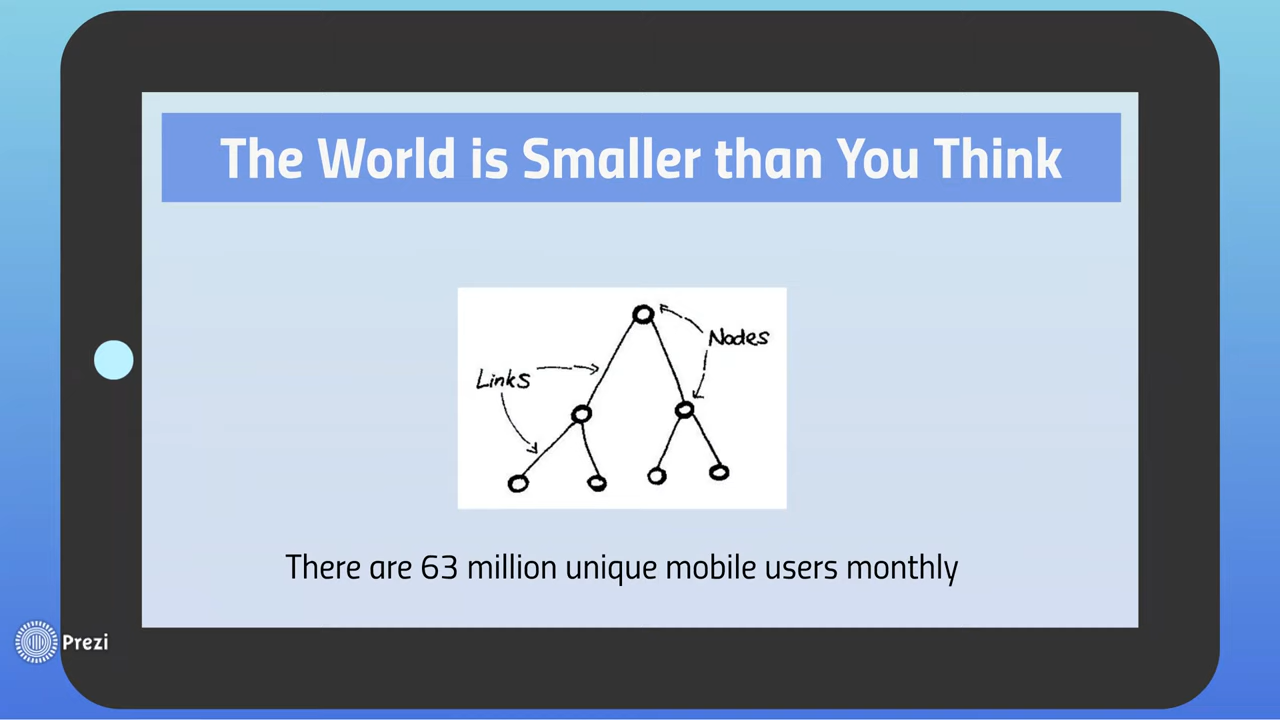 The World is Smaller than You Think
Nodes
Links
There are 63 million unique mobile users monthly
Prezi